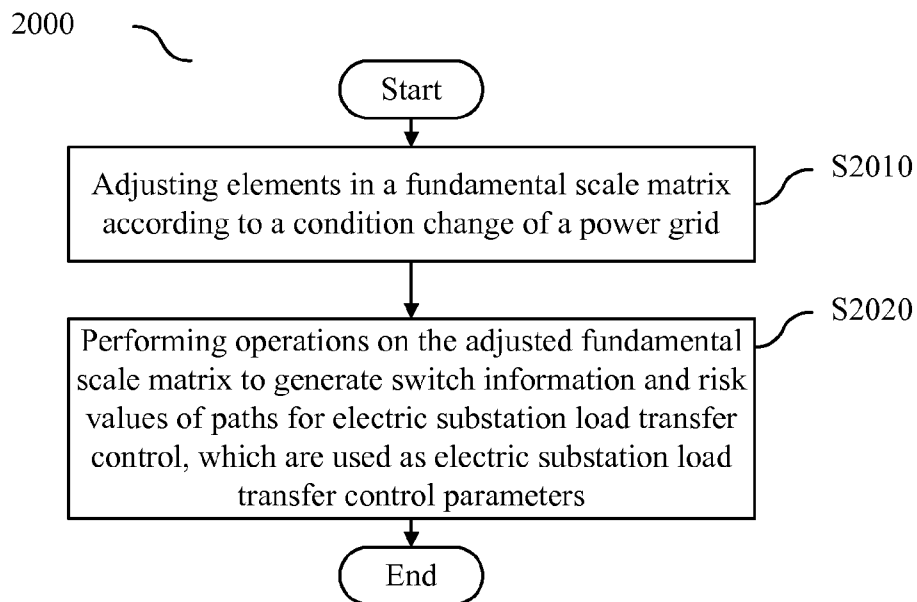 2000
Start
Adjusting elements in a fundamental scale matrix
according to a condition change of a power grid
S2010
Performing operations on the adjusted fundamental
scale matrix to generate switch information and risk
values of paths for electric substation load transfer
control, which are used as electric substation load
transfer control parameters
S2020
End